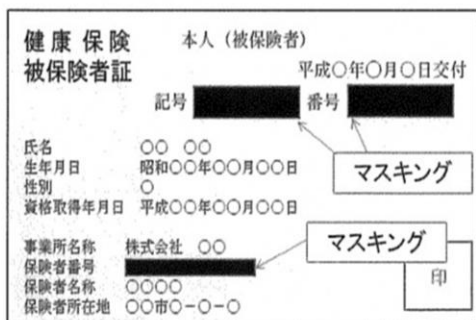 健康保険 本人（被保険者）
被保険者証
平成○年○月○日交付
記号 番号
氏名 ○○ ○○
生年月日 昭和○○年○○月○○日
性別 ○
資格取得年月日 平成○○年○○月○○日
マスキング
事業所名称 株式会社 ○○
マスキング
保険者番号
保険者名称 ○○○○
保険者所在地 ○○市○-○-○
印